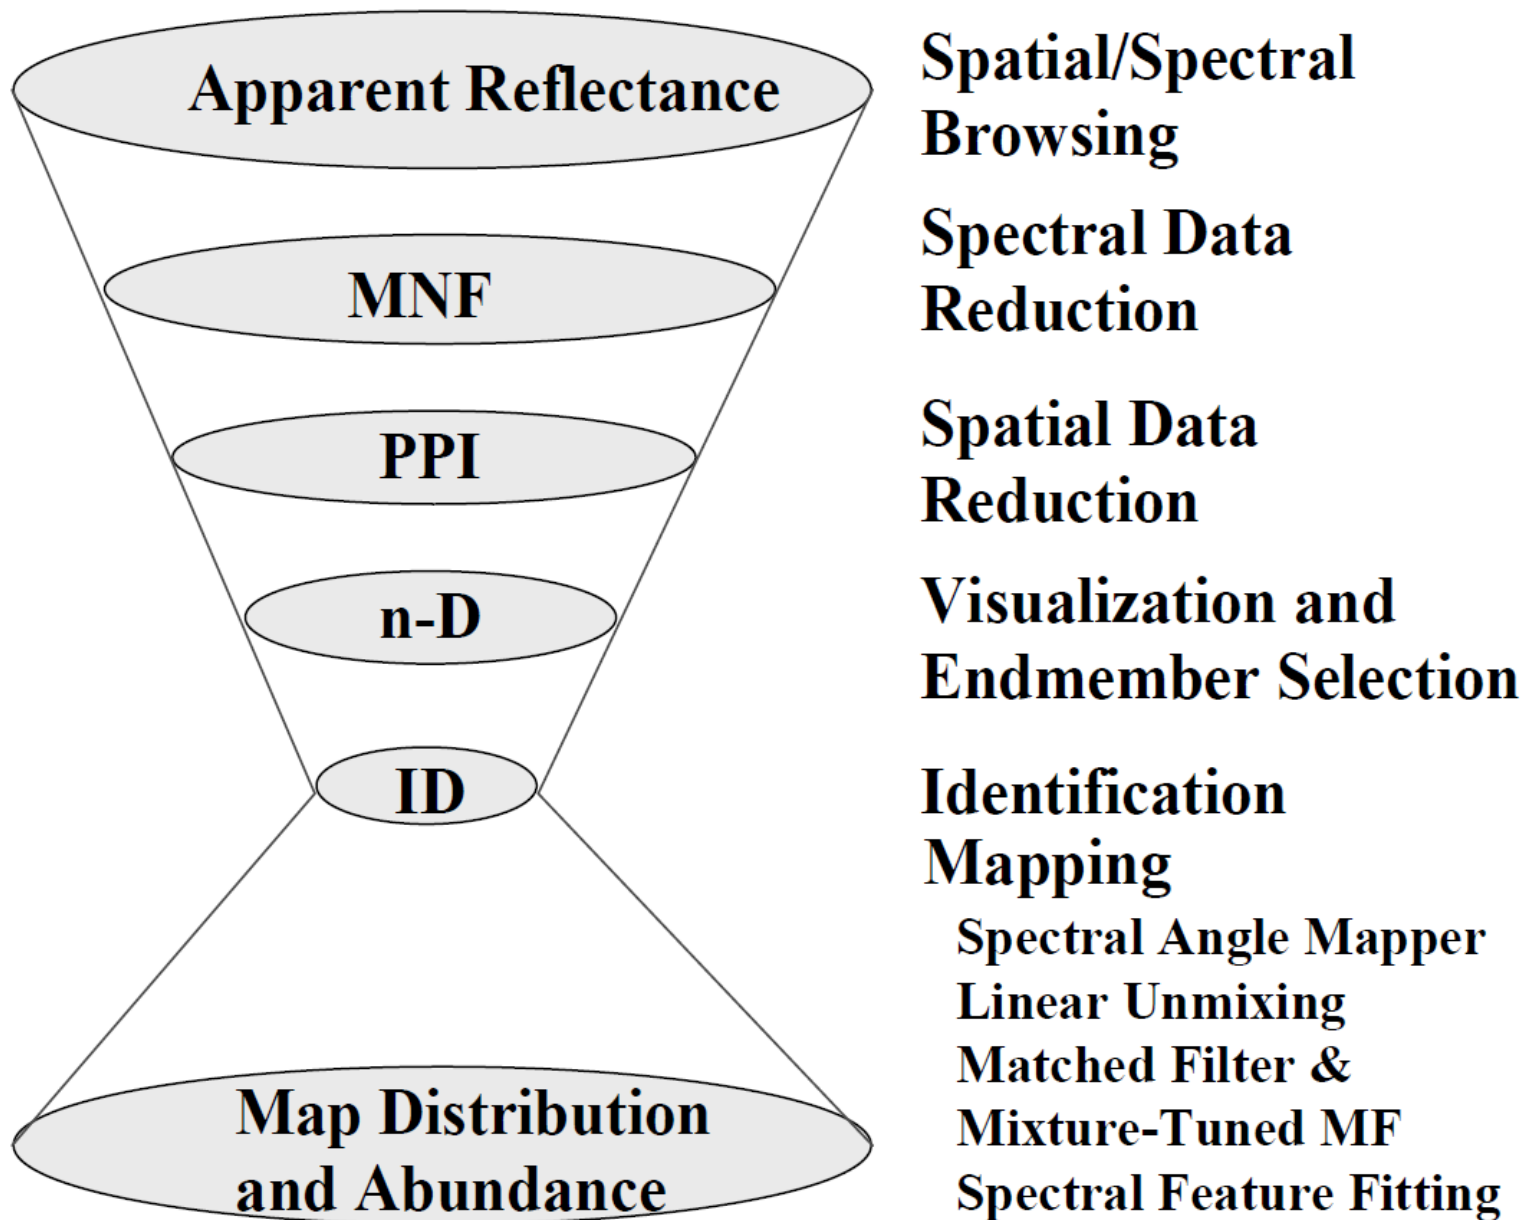 Apparent Reflectance
Spatial/Spectral
Browsing
MNF
Spectral Data
Reduction
PPI
Spatial Data
Reduction
n-D
Visualization and
Endmember Selection
ID
Identification
Mapping
Spectral Angle Mapper
Linear Unmixing
Matched Filter &
Mixture-Tuned MF
Spectral Feature Fitting
Map Distribution
and Abundance